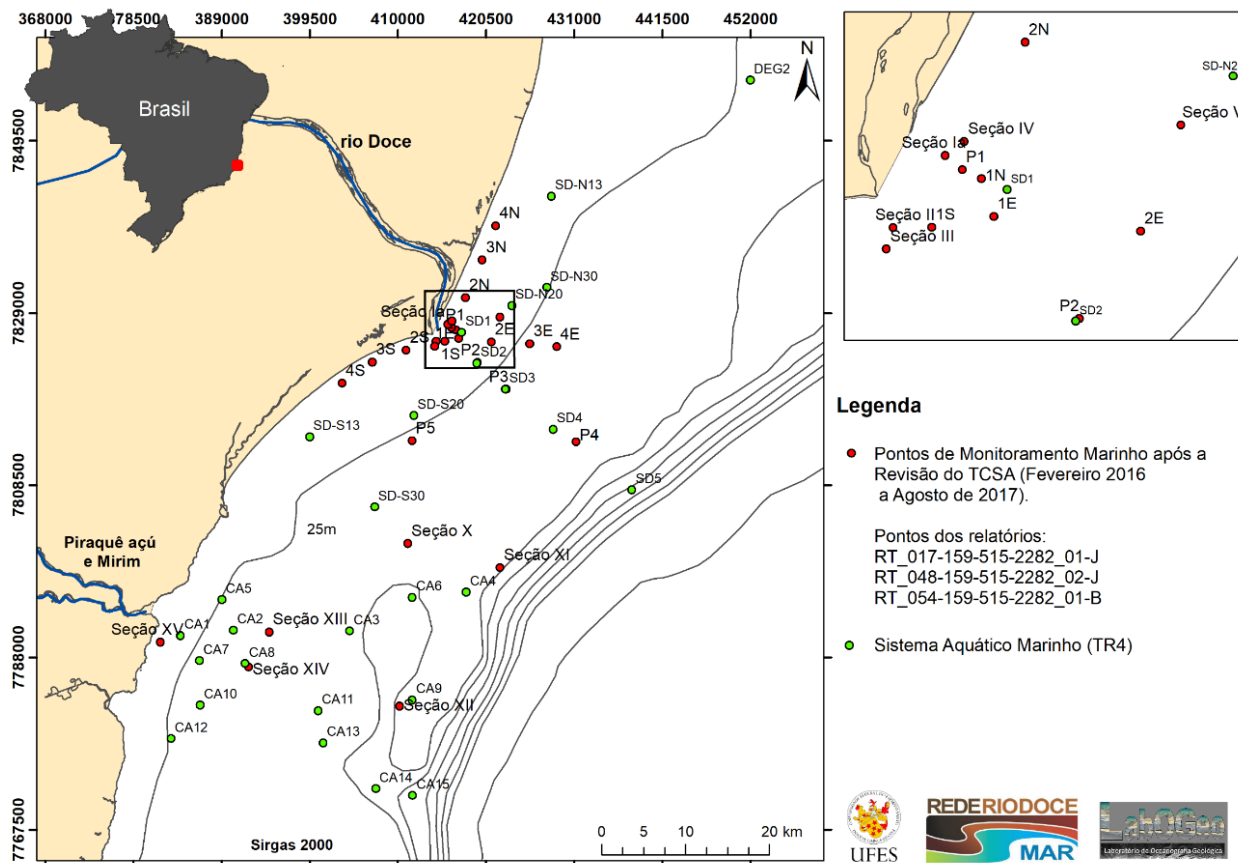 368000 378500 389000 399500 410000 420500 431000 441500 452000
7849500
7829000
7808500
7788000
7767500
Brasil
rio Doce
N
DEG2
SD-N13
4N
3N
SD-N30
2N
SD-N20
Seção Ia
P1
SD1
2E
3E
4E
2S
1E
1S
P2
SD2
3S
4S
P3
SD3
SD-S20
SD-S13
P5
SD4
P4
SD5
SD-S30
25m
Seção X
Seção XI
Piraquê açú
e Mirim
CA5
CA6
CA4
Seção XV
CA1
CA2
Seção XIII
CA3
CA7
CA8
Seção XIV
CA10
CA11
CA9
Seção XII
CA12
CA13
CA14
CA15
Sirgas 2000
0 5 10 20 km
2N
SD-N2
Seção V
Seção IV
Seção Ia
P1
1N
SD1
1E
Seção II
1S
2E
Seção III
P2
SD2
Legenda
Pontos de Monitoramento Marinho após a
Revisão do TCSA (Fevereiro 2016
a Agosto de 2017).
Pontos dos relatórios:
RT_017-159-515-2282_01-J
RT_048-159-515-2282_02-J
RT_054-159-515-2282_01-B
Sistema Aquático Marinho (TR4)
UFES
REDERIODOCE
MAR
LabOGeo
Laboratório de Oceanografia Geológica